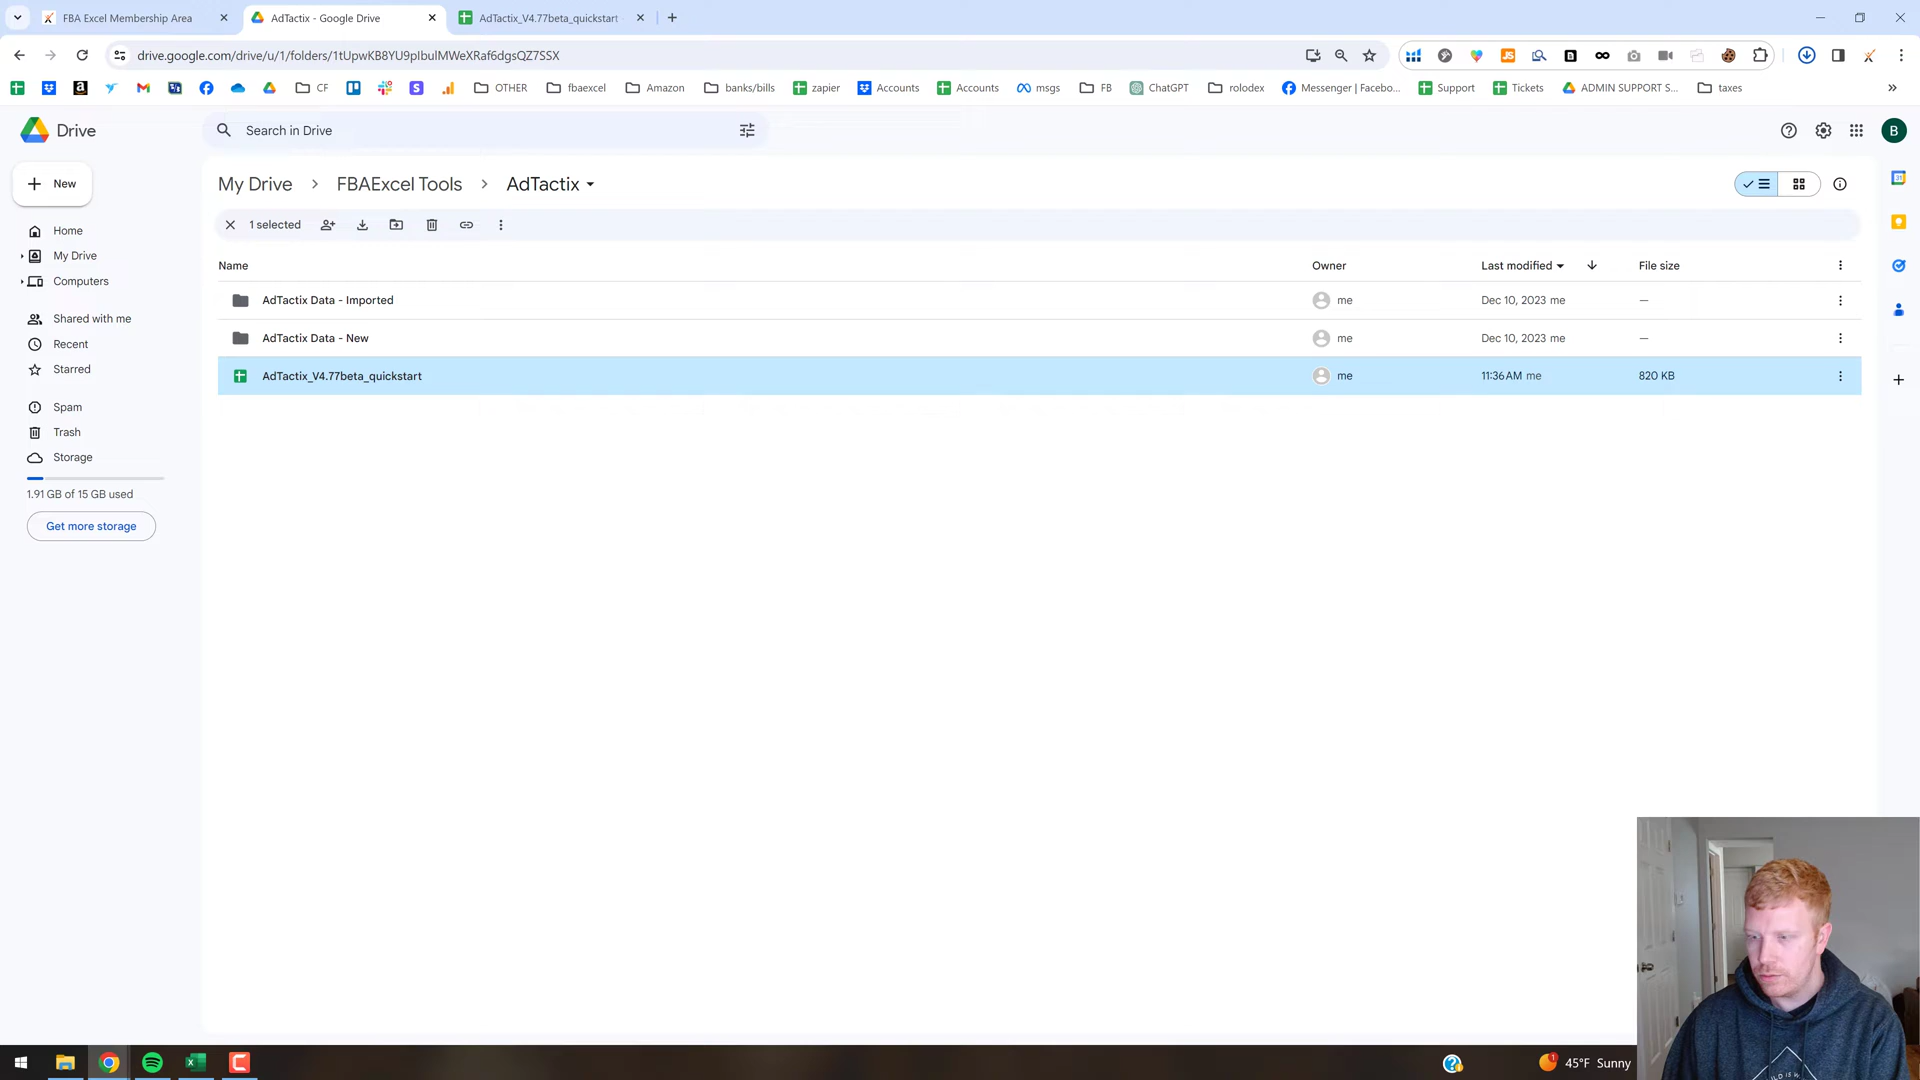 FBA Excel Membership Area
AdTactix - Google Drive
AdTactix_V4.77beta_quickstart
drive.google.com/drive/u/1/folders/1tUpwKB8YU9pIbulMWeXRaf6dgsQZ7SSX
CF
OTHER
fbaexcel
Amazon
banks/bills
zapier
Accounts
Accounts
msgs
FB
ChatGPT
rolodex
Messenger | Facebo...
Support
Tickets
ADMIN SUPPORT S...
taxes
Drive
Search in Drive
B
New
My Drive
FBAExcel Tools
AdTactix
1 selected
Home
My Drive
Computers
Shared with me
Recent
Starred
Spam
Trash
Storage
1.91 GB of 15 GB used
Get more storage
Name Owner Last modified File size
AdTactix Data - Imported me Dec 10, 2023 me —
AdTactix Data - New me Dec 10, 2023 me —
AdTactix_V4.77beta_quickstart me 11:36 AM me 820 KB
45°F Sunny